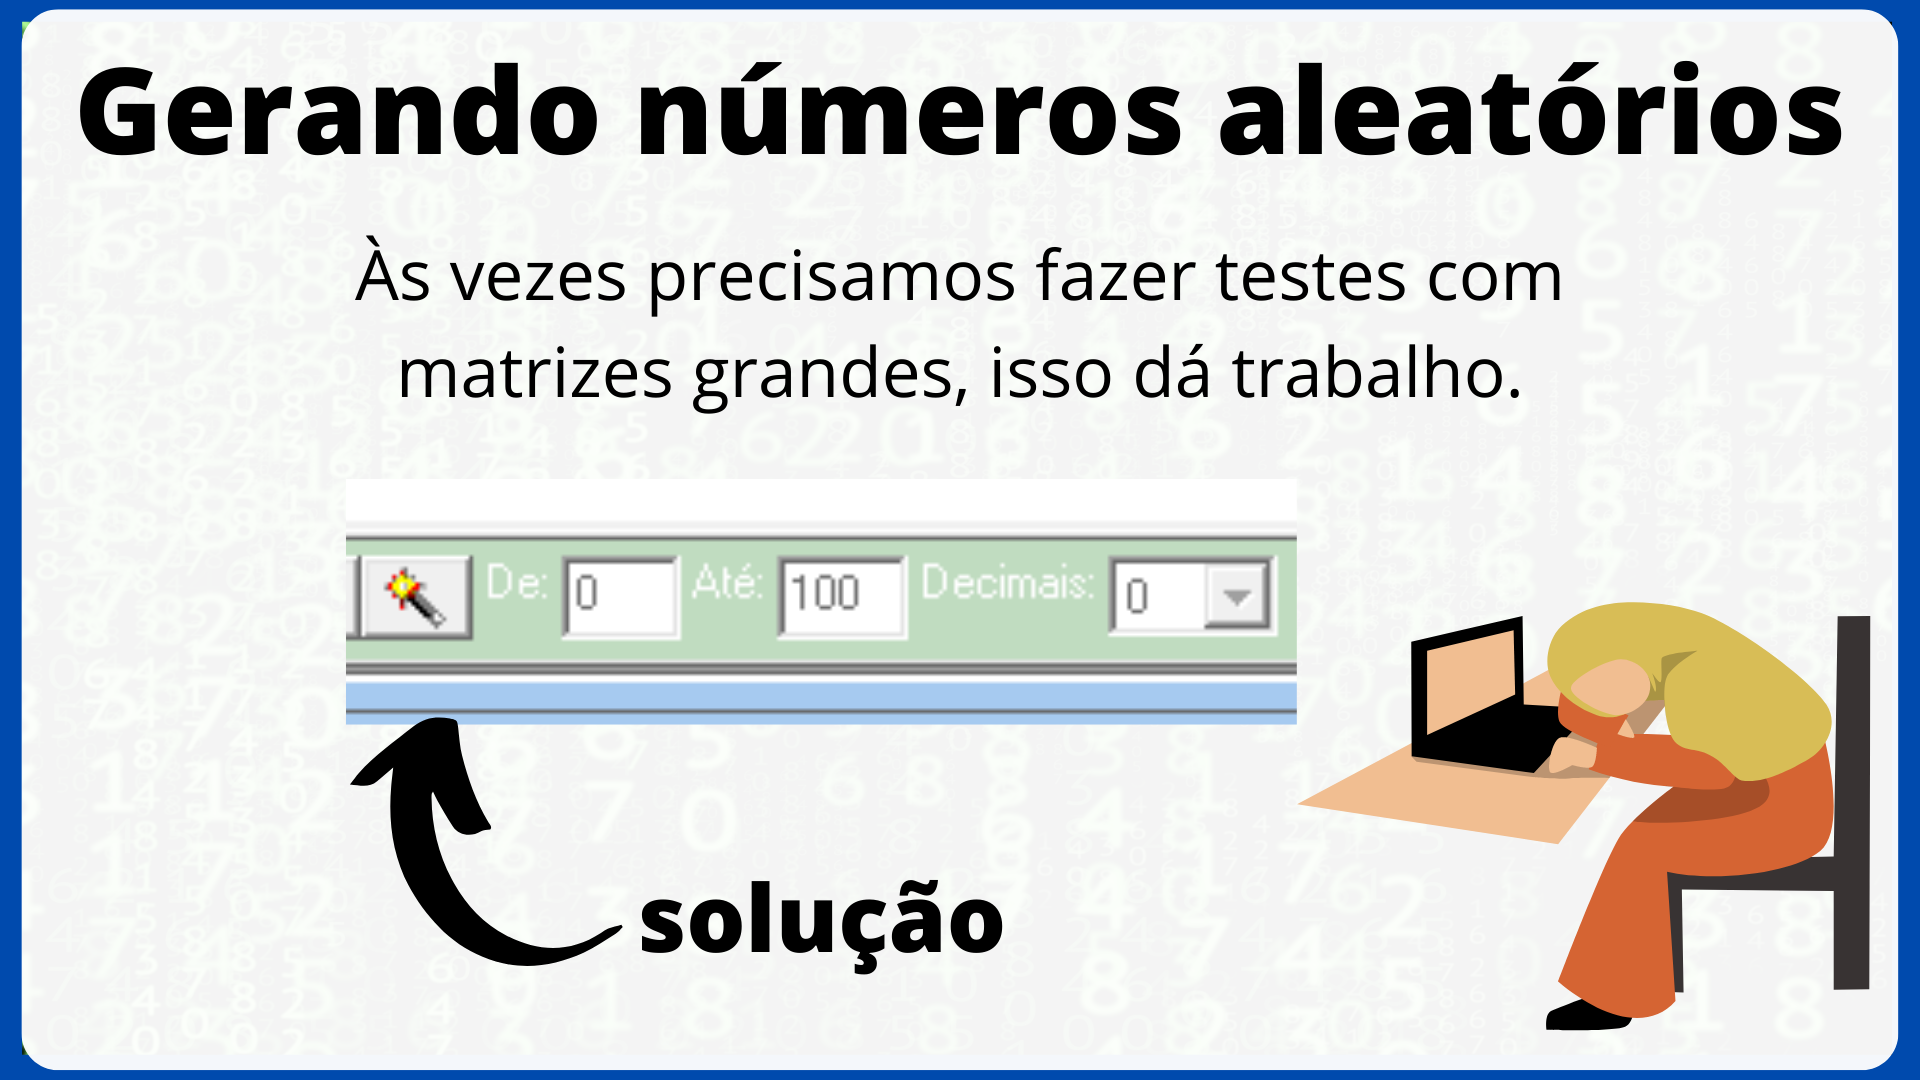 Gerando números aleatórios
Às vezes precisamos fazer testes com
matrizes grandes, isso dá trabalho.
De: 0 Até: 100 Decimais: 0
solução